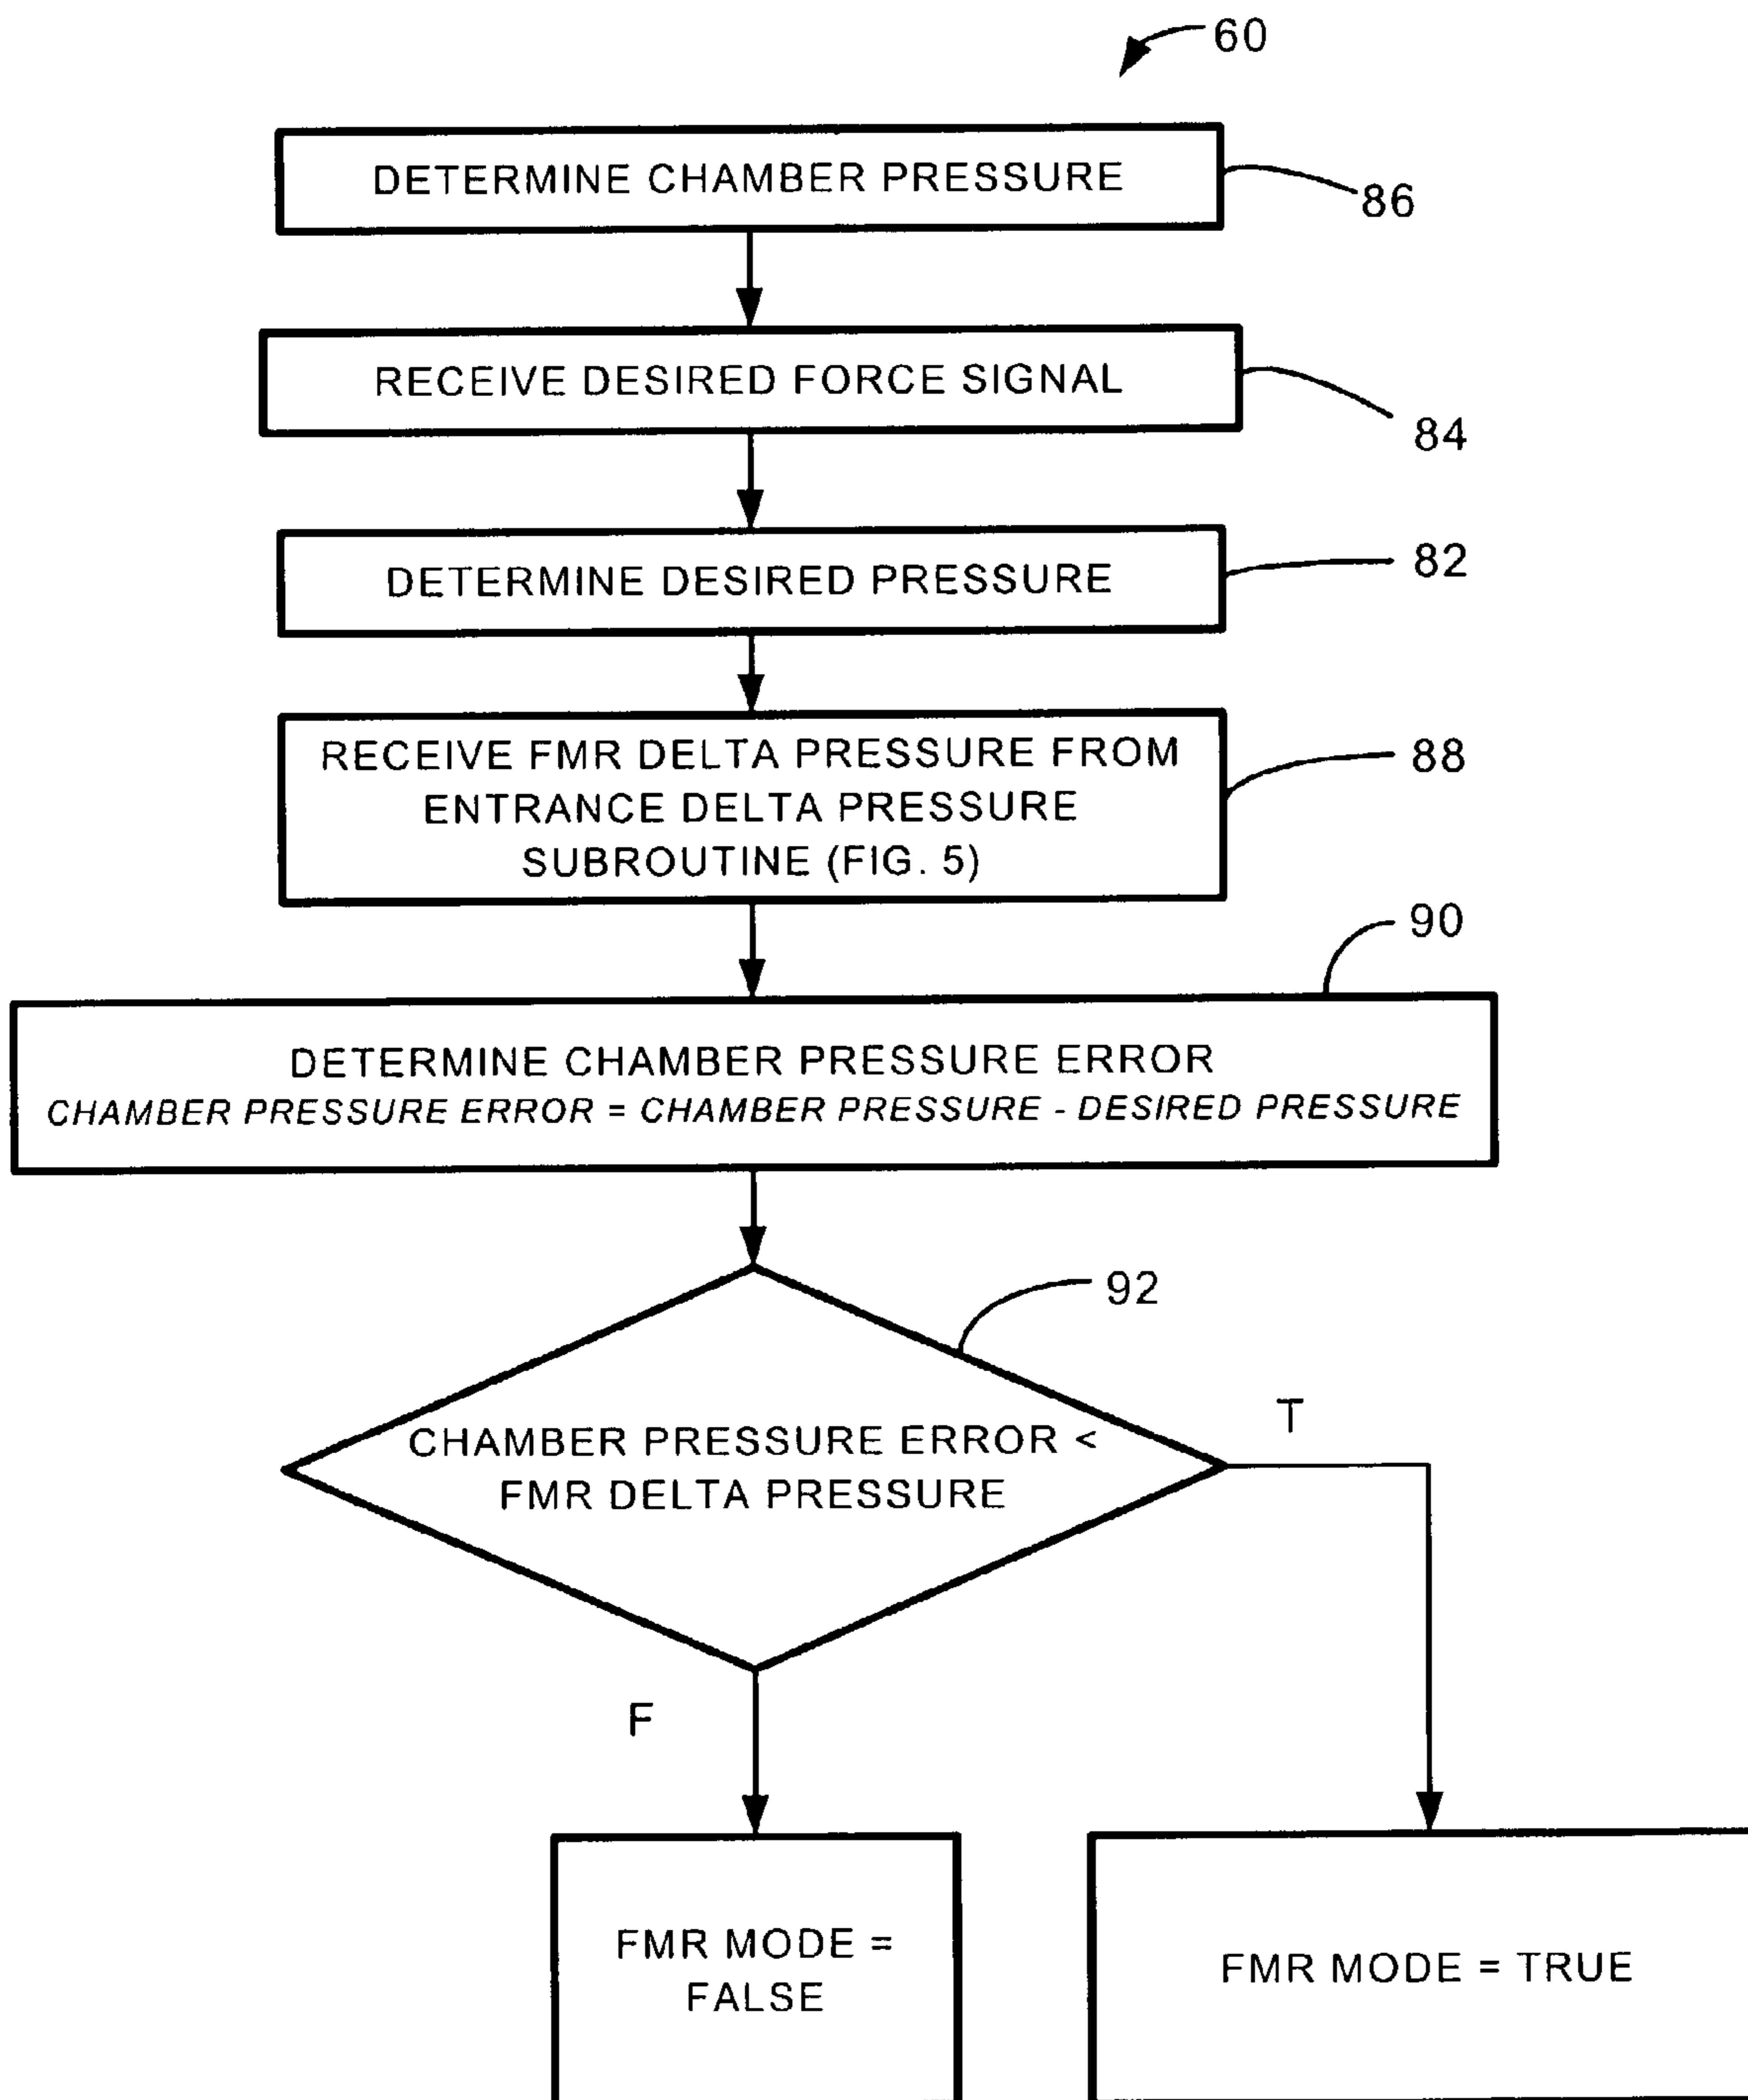 60
DETERMINE CHAMBER PRESSURE
86
RECEIVE DESIRED FORCE SIGNAL
84
DETERMINE DESIRED PRESSURE
82
RECEIVE FMR DELTA PRESSURE FROM
ENTRANCE DELTA PRESSURE
SUBROUTINE (FIG. 5)
88
90
DETERMINE CHAMBER PRESSURE ERROR
CHAMBER PRESSURE ERROR = CHAMBER PRESSURE - DESIRED PRESSURE
92
CHAMBER PRESSURE ERROR <
FMR DELTA PRESSURE
T
F
FMR MODE =
FALSE
FMR MODE = TRUE